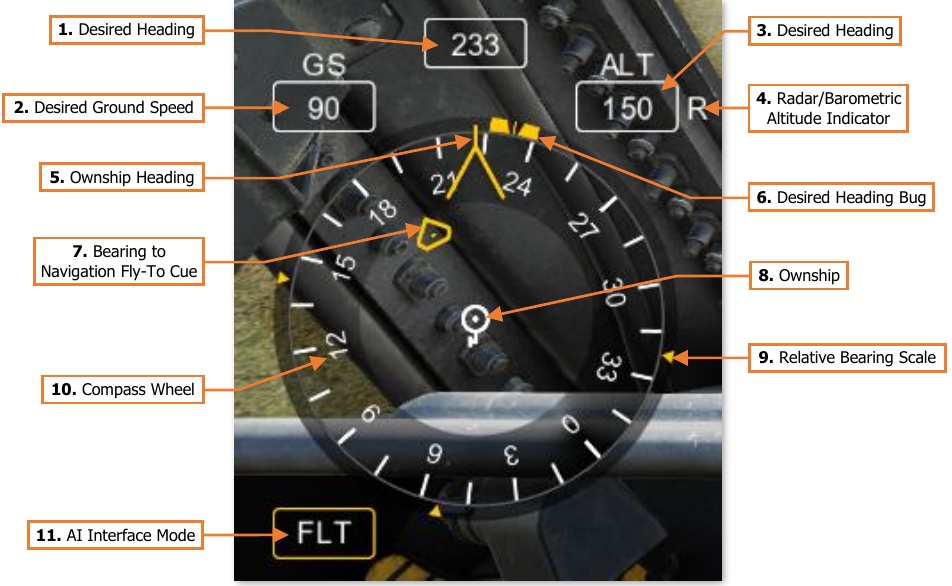 1. Desired Heading
233
3. Desired Heading
GS
ALT
2. Desired Ground Speed
90
150
R
4. Radar/Barometric
Altitude Indicator
5. Ownship Heading
21
24
6. Desired Heading Bug
18
27
7. Bearing to
Navigation Fly-To Cue
15
8. Ownship
30
12
33
9. Relative Bearing Scale
10. Compass Wheel
9
0
6
3
11. AI Interface Mode
FLT